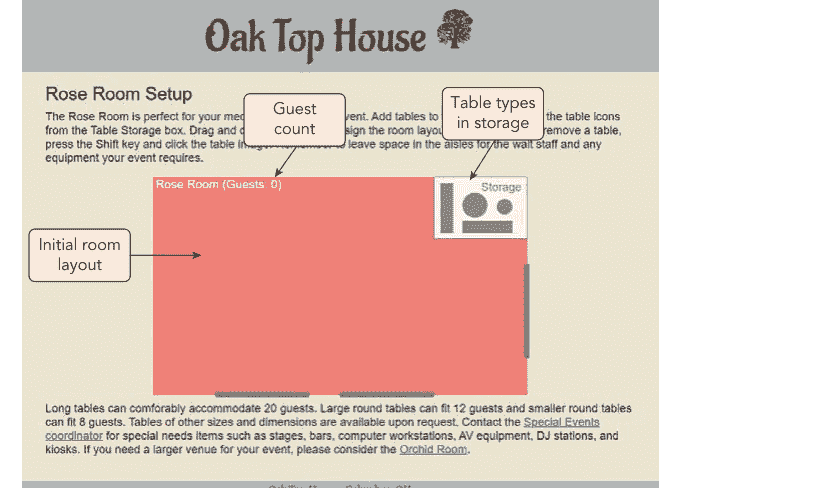 Oak Top House
Rose Room Setup
Guest
count
Table types
in storage
The Rose Room is perfect for your me vent. Add tables to the table icons
from the Table Storage box. Drag and sign the room layou remove a table,
press the Shift key and click the table leave space in the aisles for the wait staff and any
equipment your event requires.
Rose Room (Guests 0)
Storage
Initial room
layout
Long tables can comforably accommodate 20 guests. Large round tables can fit 12 guests and smaller round tables
can fit 8 guests. Tables of other sizes and dimensions are available upon request. Contact the Special Events
coordinator for special needs items such as stages, bars, computer workstations, AV equipment, DJ stations, and
kiosks. If you need a larger venue for your event, please consider the Orchid Room.